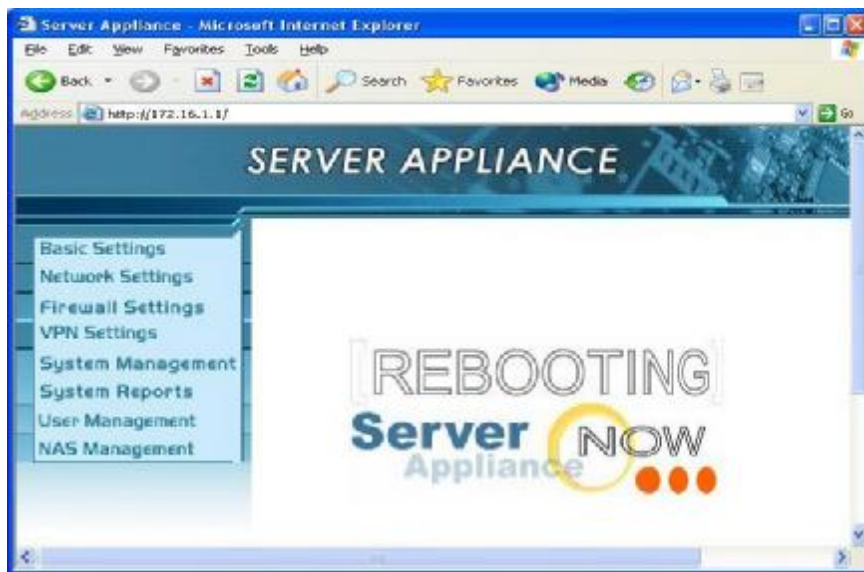 Server Appliance - Microsoft Internet Explorer
File Edit View Favorites Tools Help
Back Search Favorites Media
Address http://172.16.1.1/ Go
SERVER APPLIANCE
Basic Settings
Network Settings
Firewall Settings
VPN Settings
System Management
System Reports
User Management
NAS Management
[REBOOTING]
Server NOW
Appliance